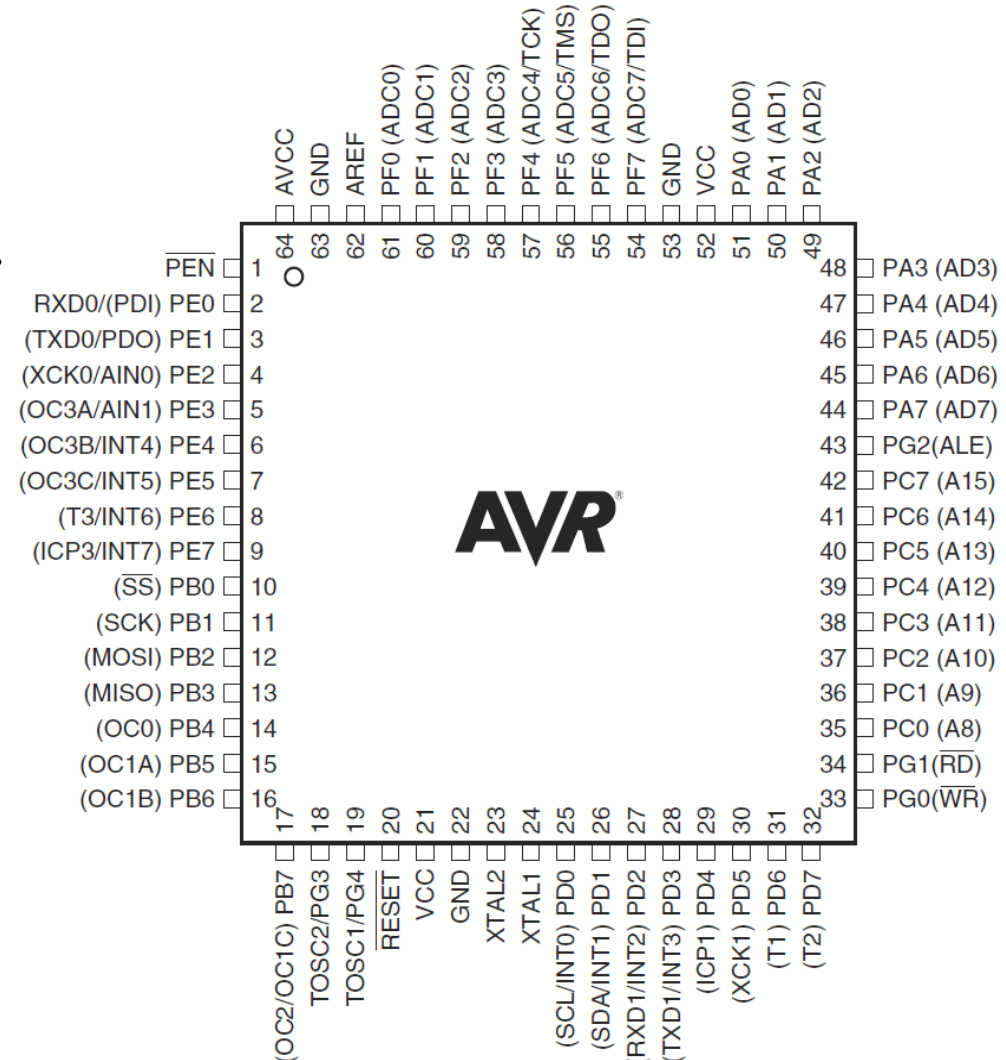 AVCC
GND
AREF
PF0 (ADC0)
PF1 (ADC1)
PF2 (ADC2)
PF3 (ADC3)
PF4 (ADC4/TCK)
PF5 (ADC5/TMS)
PF6 (ADC6/TDO)
PF7 (ADC7/TDI)
GND
VCC
PA0 (AD0)
PA1 (AD1)
PA2 (AD2)
64
63
62
61
60
59
58
57
56
55
54
53
52
51
50
49
PEN 1
RXD0/(PDI) PE0 2
(TXD0/PDO) PE1 3
(XCK0/AIN0) PE2 4
(OC3A/AIN1) PE3 5
(OC3B/INT4) PE4 6
(OC3C/INT5) PE5 7
(T3/INT6) PE6 8
(ICP3/INT7) PE7 9
(SS) PB0 10
(SCK) PB1 11
(MOSI) PB2 12
(MISO) PB3 13
(OC0) PB4 14
(OC1A) PB5 15
(OC1B) PB6 16
AVR®
48 PA3 (AD3)
47 PA4 (AD4)
46 PA5 (AD5)
45 PA6 (AD6)
44 PA7 (AD7)
43 PG2(ALE)
42 PC7 (A15)
41 PC6 (A14)
40 PC5 (A13)
39 PC4 (A12)
38 PC3 (A11)
37 PC2 (A10)
36 PC1 (A9)
35 PC0 (A8)
34 PG1(RD)
33 PG0(WR)
17
18
19
20
21
22
23
24
25
26
27
28
29
30
31
32
(OC2/OC1C) PB7
TOSC2/PG3
TOSC1/PG4
RESET
VCC
GND
XTAL2
XTAL1
(SCL/INT0) PD0
(SDA/INT1) PD1
(RXD1/INT2) PD2
(TXD1/INT3) PD3
(ICP1) PD4
(XCK1) PD5
(T1) PD6
(T2) PD7